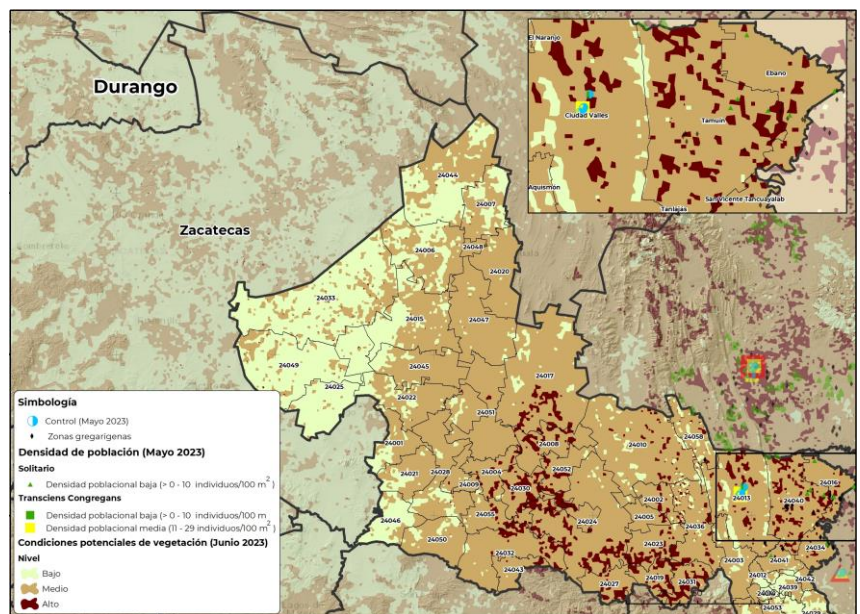 Durango
Zacatecas
El Naranjo
Ebano
Ciudad Valles
Tamuin
Aquismón
San Vicente Tancuayalab
Tanlajas
24044
24007
24006
24048
24020
24033
24015
24047
24049
24045
24025
24017
24022
24051
24001
24008
24010
24058
24021
24028
24004
24052
24009
24030
24013
24016
24002
24040
24046
24055
24024
24005
24036
24050
24023
24034
24032
24003
24041
24043
24012
24042
24027
24019
24031
24039
24053
Simbología
Control (Mayo 2023)
Zonas gregarigenas
Densidad de población (Mayo 2023)
Solitario
Densidad poblacional baja (> 0 - 10 individuos/100 m²)
Transciens Congregans
Densidad poblacional baja (> 0 - 10 individuos/100 m
Densidad poblacional media (11 - 29 individuos/100 m²)
Condiciones potenciales de vegetación (Junio 2023)
Nivel
Bajo
Medio
Alto